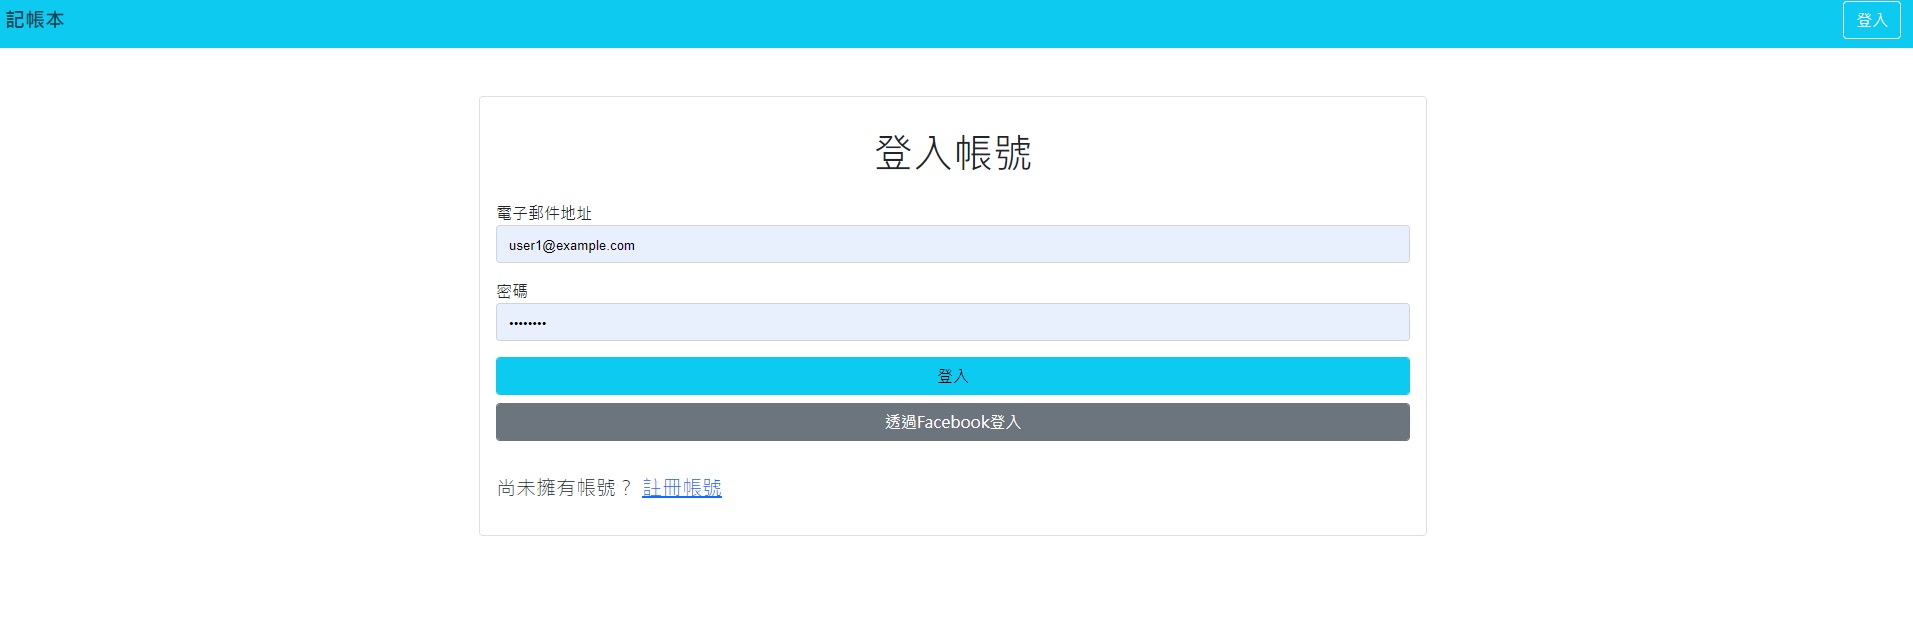 記帳本
登入
登入帳號
電子郵件地址
user1@example.com
密碼
••••••••
登入
透過Facebook登入
尚未擁有帳號？ 註冊帳號